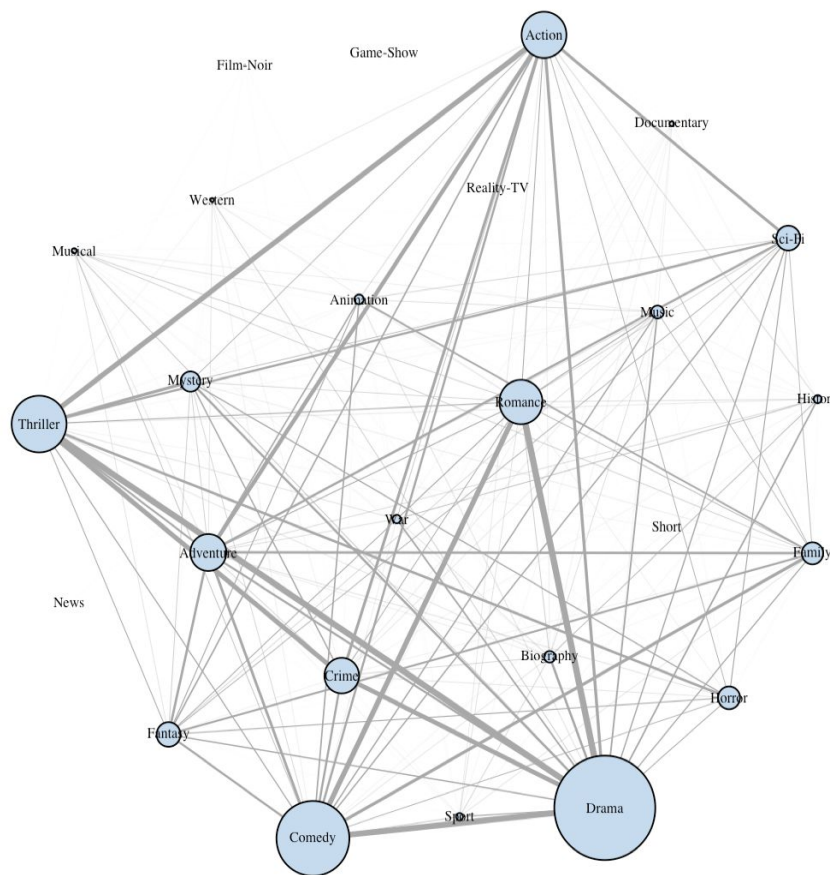 Action
Game-Show
Film-Noir
Documentary
Reality-TV
Western
Sci-Fi
Musical
Animation
Music
Mystery
History
Romance
Thriller
War
Short
Adventure
Family
News
Biography
Crime
Horror
Fantasy
Drama
Sport
Comedy